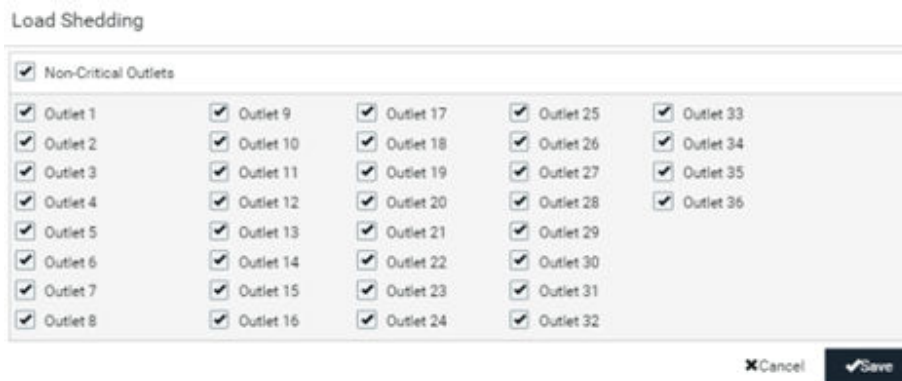 Load Shedding
Non-Critical Outlets
Outlet 1 Outlet 9 Outlet 17 Outlet 25 Outlet 33
Outlet 2 Outlet 10 Outlet 18 Outlet 26 Outlet 34
Outlet 3 Outlet 11 Outlet 19 Outlet 27 Outlet 35
Outlet 4 Outlet 12 Outlet 20 Outlet 28 Outlet 36
Outlet 5 Outlet 13 Outlet 21 Outlet 29
Outlet 6 Outlet 14 Outlet 22 Outlet 30
Outlet 7 Outlet 15 Outlet 23 Outlet 31
Outlet 8 Outlet 16 Outlet 24 Outlet 32
Cancel Save